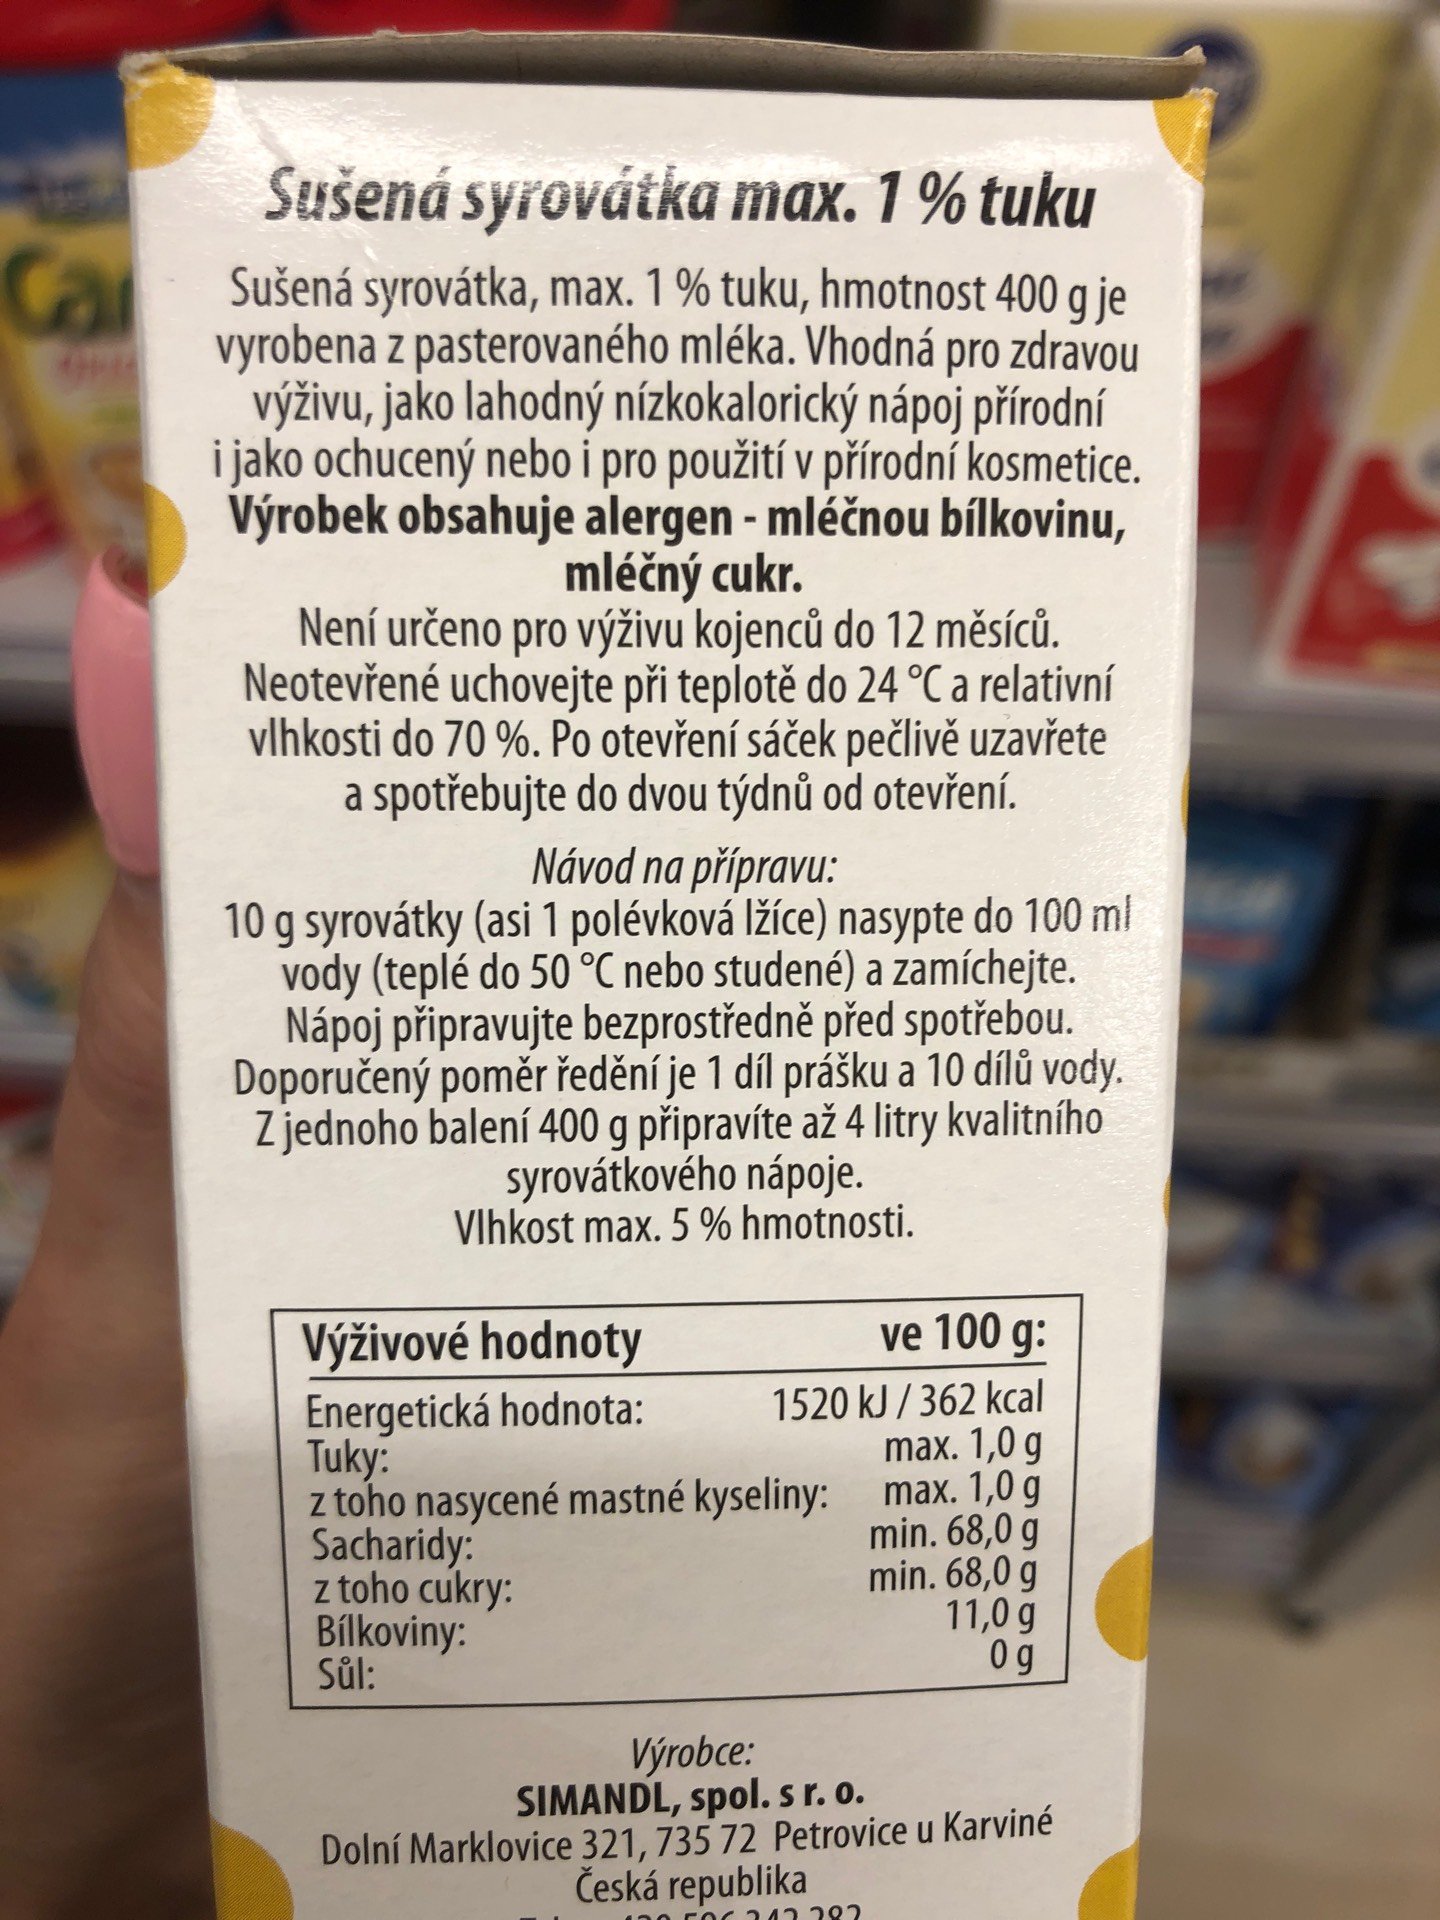 Sušená syrovátka max. 1 % tuku
Sušená syrovátka, max. 1 % tuku, hmotnost 400 g je
vyrobena z pasterovaného mléka. Vhodná pro zdravou
výživu, jako lahodný nízkokalorický nápoj přírodní
i jako ochucený nebo i pro použití v přírodní kosmetice.
Výrobek obsahuje alergen - mléčnou bílkovinu,
mléčný cukr.
Není určeno pro výživu kojenců do 12 měsíců.
Neotevřené uchovejte při teplotě do 24 °C a relativní
vlhkosti do 70 %. Po otevření sáček pečlivě uzavřete
a spotřebujte do dvou týdnů od otevření.
Návod na přípravu:
10 g syrovátky (asi 1 polévková lžíce) nasypte do 100 ml
vody (teplé do 50 °C nebo studené) a zamíchejte.
Nápoj připravujte bezprostředně před spotřebou.
Doporučený poměr ředění je 1 díl prášku a 10 dílů vody.
Z jednoho balení 400 g připravíte až 4 litry kvalitního
syrovátkového nápoje.
Vlhkost max. 5 % hmotnosti.
Výživové hodnoty ve 100 g:
Energetická hodnota: 1520 kJ / 362 kcal
Tuky: max. 1,0 g
z toho nasycené mastné kyseliny: max. 1,0 g
Sacharidy: min. 68,0 g
z toho cukry: min. 68,0 g
Bílkoviny: 11,0 g
Sůl: 0 g
Výrobce:
SIMANDL, spol. s r. o.
Dolní Marklovice 321, 735 72 Petrovice u Karviné
Česká republika